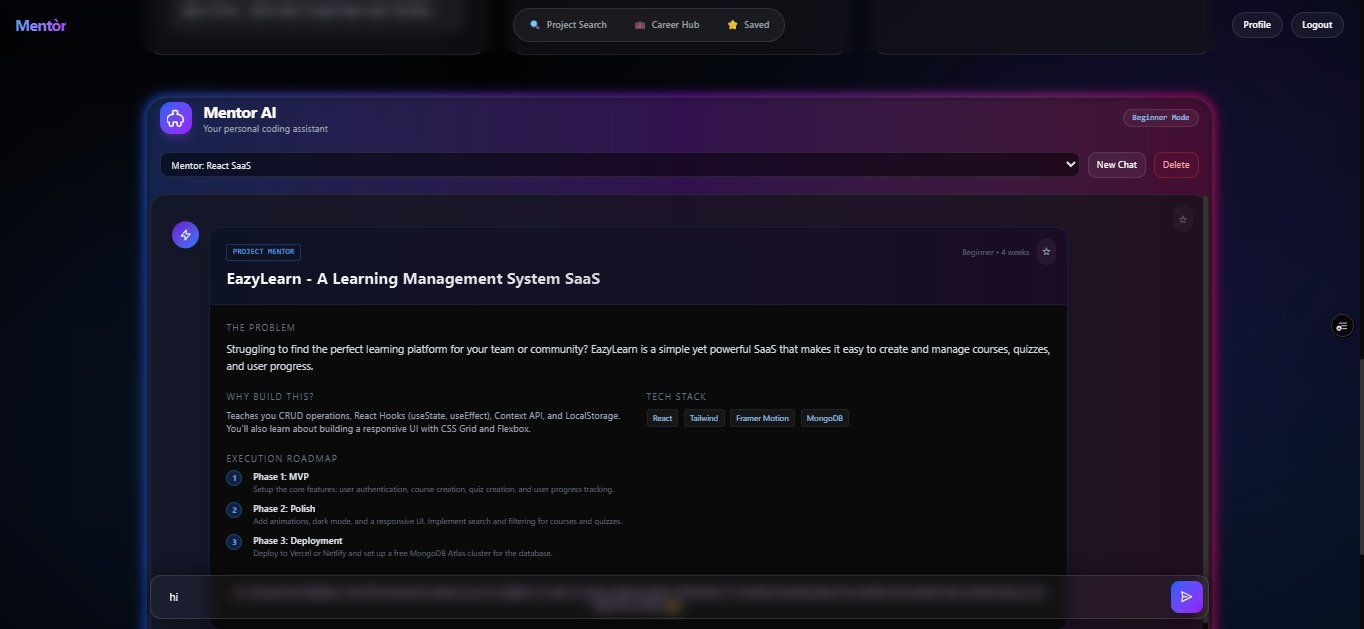 Mentor
Project Search
Career Hub
Saved
Profile
Logout
Mentor AI
Your personal coding assistant
Beginner Mode
Mentor: React SaaS
New Chat
Delete
PROJECT MENTOR
Beginner • 4 weeks
EazyLearn - A Learning Management System SaaS
THE PROBLEM
Struggling to find the perfect learning platform for your team or community? EazyLearn is a simple yet powerful SaaS that makes it easy to create and manage courses, quizzes,
and user progress.
WHY BUILD THIS?
Teaches you CRUD operations, React Hooks (useState, useEffect), Context API, and LocalStorage.
You'll also learn about building a responsive UI with CSS Grid and Flexbox.
TECH STACK
React
Tailwind
Framer Motion
MongoDB
EXECUTION ROADMAP
1
Phase 1: MVP
Setup the core features: user authentication, course creation, quiz creation, and user progress tracking.
2
Phase 2: Polish
Add animations, dark mode, and a responsive UI. Implement search and filtering for courses and quizzes.
3
Phase 3: Deployment
Deploy to Vercel or Netlify and set up a free MongoDB Atlas cluster for the database.
hi